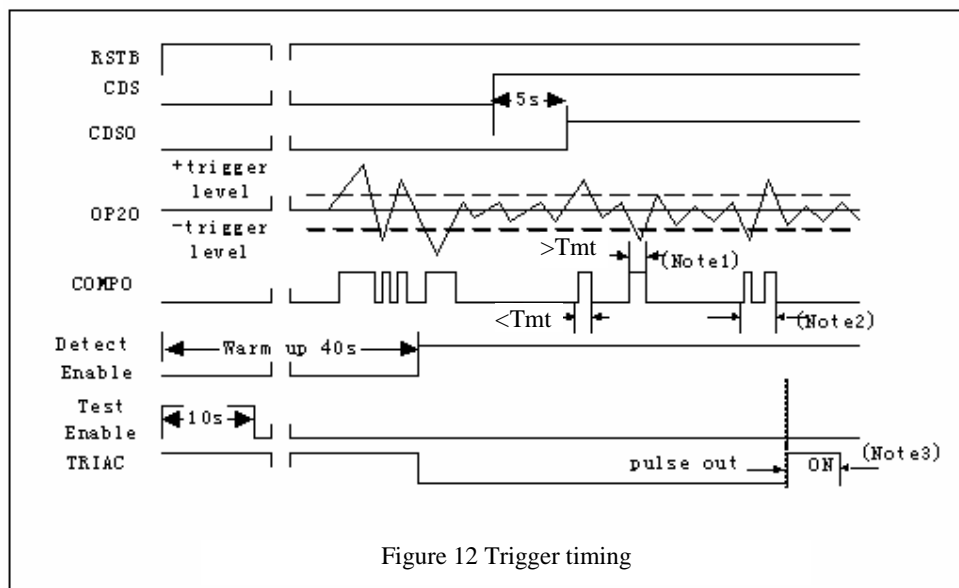 RSTB
CDS
5s
CDSO
+trigger
level
OP2O
-trigger
level
>Tmt
(Note1)
COMPO
<Tmt
(Note2)
Detect
Enable
Warm up 40s
Test
Enable
10s
(Note3)
TRIAC
pulse out
ON
Figure 12 Trigger timing